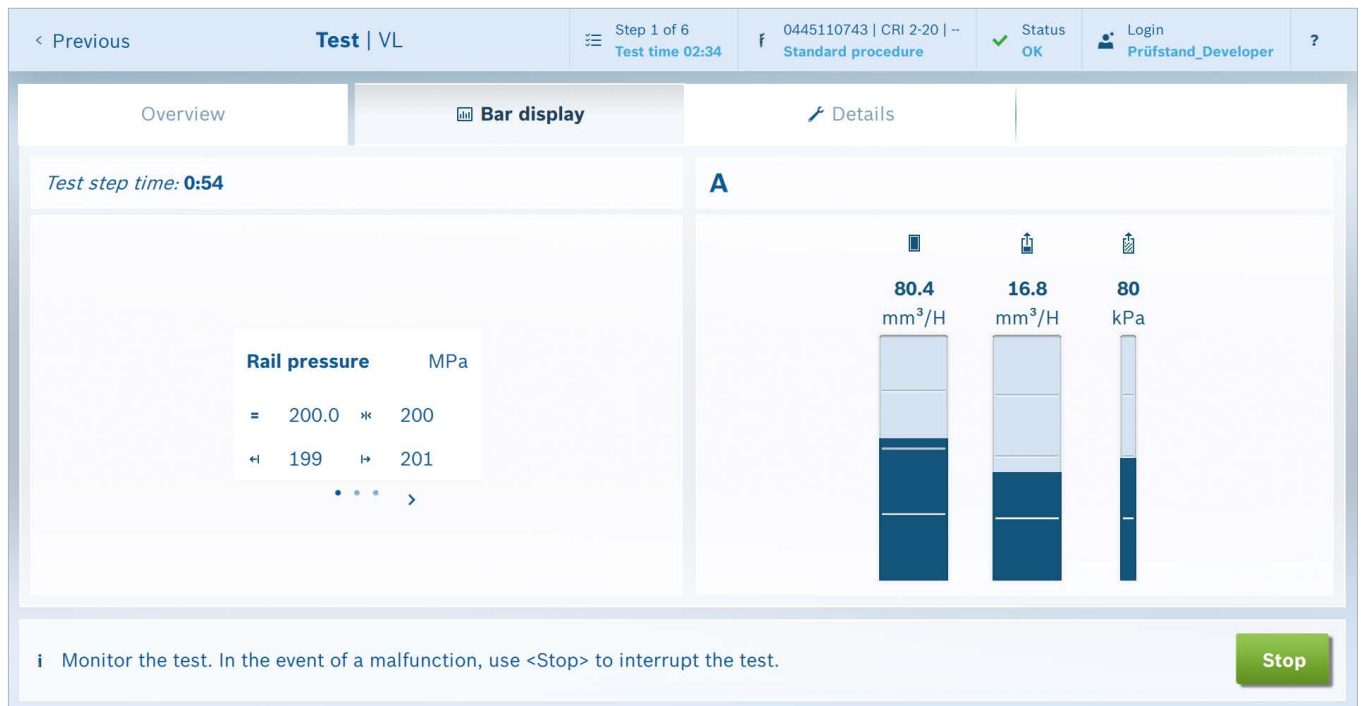 < Previous
Test | VL
Step 1 of 6
Test time 02:34
0445110743 | CRI 2-20 | --
Standard procedure
Status
OK
Login
Prüfstand_Developer
?
Overview
Bar display
Details
Test step time: 0:54
A
Rail pressure MPa
= 200.0 200
199 201
>
80.4 16.8 80
mm³/H mm³/H kPa
i Monitor the test. In the event of a malfunction, use <Stop> to interrupt the test.
Stop